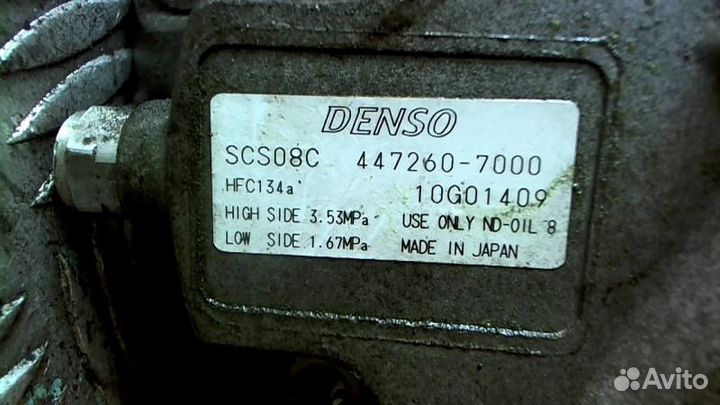 DENSO
SCS08C 447260-7000
HFC134a 10G01409
HIGH SIDE 3.53MPa USE ONLY ND-OIL 8
LOW SIDE 1.67MPa MADE IN JAPAN
Avito